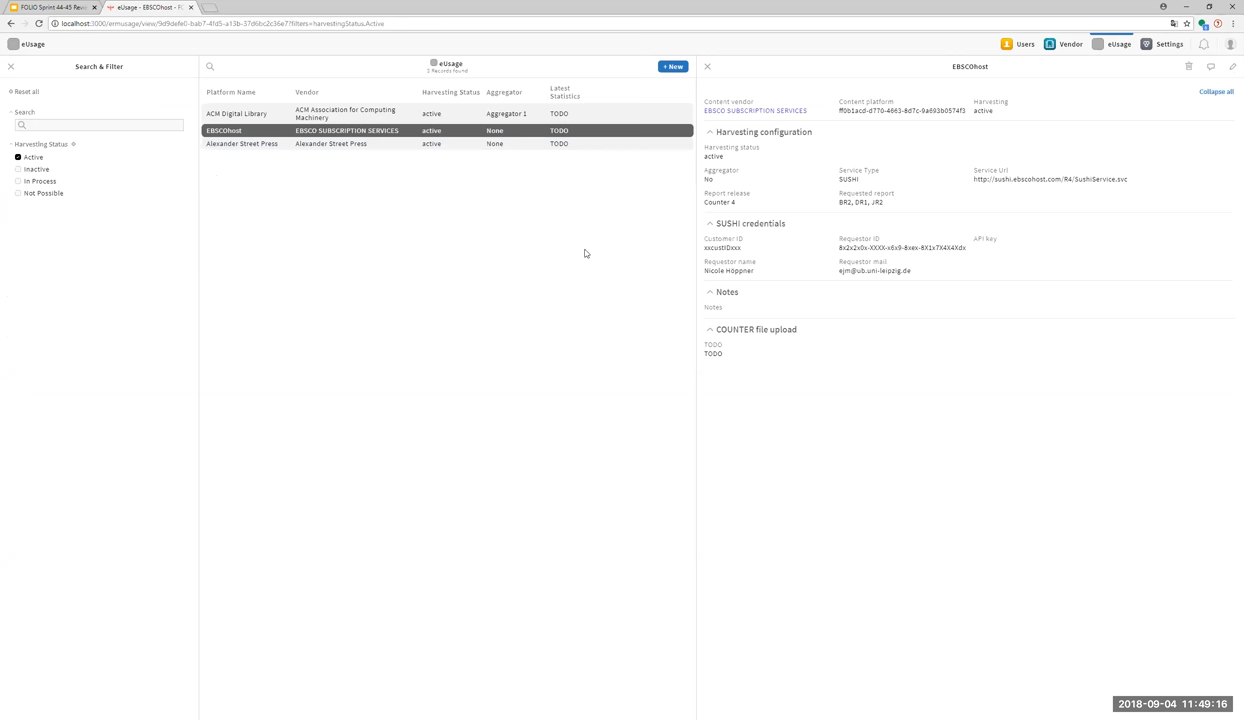 FOLIO Sprint 44-45 Revi
eUsage - EBSCOhost - FO
localhost:3000/ermusage/view/9d9defe0-bab7-4fd5-a13b-37d6bc2c36e7?filters=harvestingStatus.Active
eUsage
Users
Vendor
eUsage
Settings
Search & Filter
eUsage
3 Records found
+ New
EBSCOhost
Reset all
Search
Harvesting Status
Active
Inactive
In Process
Not Possible
Platform Name Vendor Harvesting Status Aggregator Latest Statistics
ACM Digital Library ACM Association for Computing Machinery active Aggregator 1 TODO
EBSCOhost EBSCO SUBSCRIPTION SERVICES active None TODO
Alexander Street Press Alexander Street Press active None TODO
Collapse all
Content vendor Content platform Harvesting
EBSCO SUBSCRIPTION SERVICES ff0b1acd-d770-4663-8d7c-9a693b0574f3 active
Harvesting configuration
Harvesting status
active
Aggregator Service Type Service Url
No SUSHI http://sushi.ebscohost.com/R4/SushiService.svc
Report release Requested report
Counter 4 BR2, DR1, JR2
SUSHI credentials
Customer ID Requestor ID API key
xxcustIDxxx 8x2x2x0x-XXXX-x6x9-8xex-8X1x7X4X4Xdx
Requestor name Requestor mail
Nicole Höppner ejm@ub.uni-leipzig.de
Notes
Notes
COUNTER file upload
TODO
TODO
2018-09-04 11:49:16